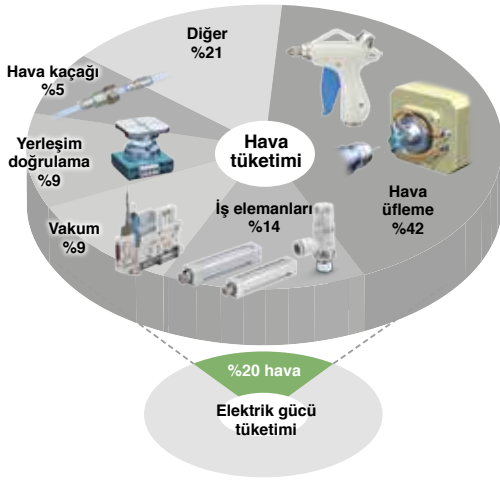 Diğer
%21
Hava kaçağı
%5
Yerleşim
doğrulama
%9
Hava
tüketimi
Hava
üfleme
%42
İş elemanları
%14
Vakum
%9
%20 hava
Elektrik gücü
tüketimi